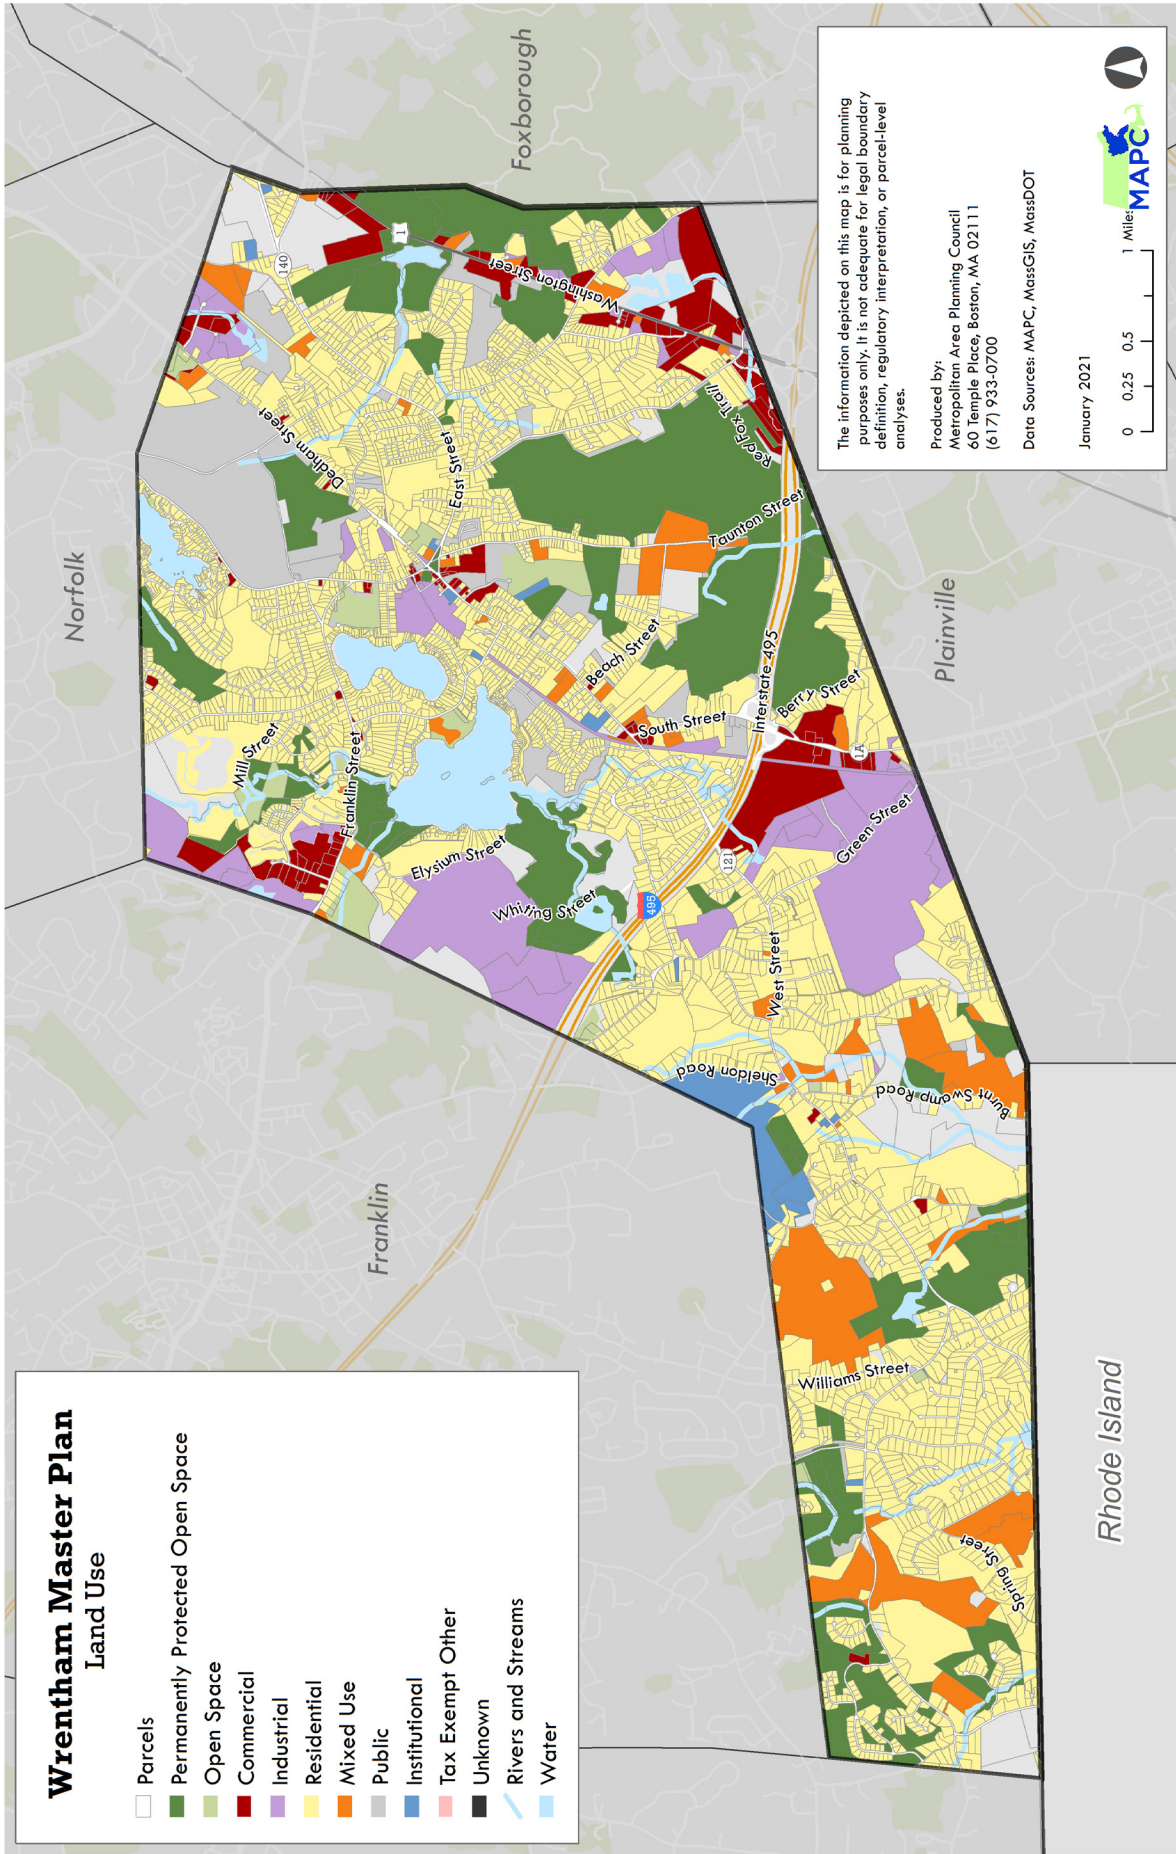 Wrentham Master Plan
Land Use
Parcels
Permanently Protected Open Space
Open Space
Commercial
Industrial
Residential
Mixed Use
Public
Institutional
Tax Exempt Other
Unknown
Rivers and Streams
Water
Norfolk
Foxborough
Franklin
Plainville
Rhode Island
140
1
Dedham Street
Washington Street
East Street
Red Fox Trail
Taunton Street
Mill Street
Franklin Street
Beach Street
South Street
Interstate 495
Berry Street
1A
Elysium Street
Whiting Street
495
121
Green Street
West Street
Sheldon Road
Burnt Swamp Road
Williams Street
Spring Street
The information depicted on this map is for planning
purposes only. It is not adequate for legal boundary
definition, regulatory interpretation, or parcel-level
analyses.
Produced by:
Metropolitan Area Planning Council
60 Temple Place, Boston, MA 02111
(617) 933-0700
Data Sources: MAPC, MassGIS, MassDOT
January 2021
0 0.25 0.5 1 Miles
MAPC